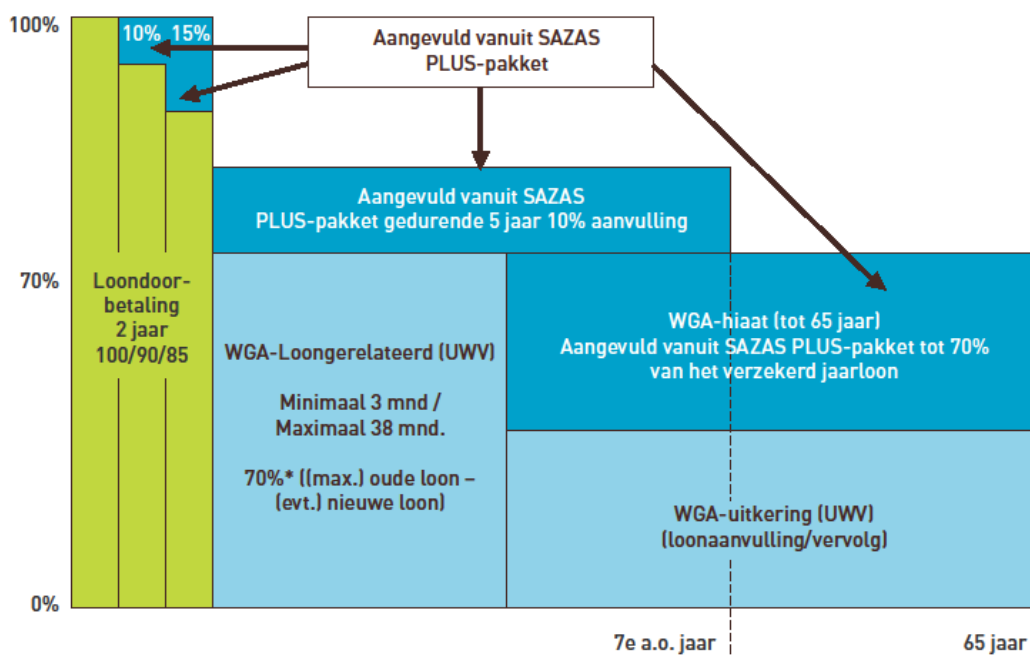 100%
10% 15%
Aangevuld vanuit SAZAS
PLUS-pakket
Aangevuld vanuit SAZAS
PLUS-pakket gedurende 5 jaar 10% aanvulling
70%
Loondoor-
betaling
2 jaar
100/90/85
WGA-Loongerelateerd (UWV)
Minimaal 3 mnd /
Maximaal 38 mnd.
70%* ((max.) oude loon –
(evt.) nieuwe loon)
WGA-hiaat (tot 65 jaar)
Aangevuld vanuit SAZAS PLUS-pakket tot 70%
van het verzekerd jaarloon
WGA-uitkering (UWV)
(loonaanvulling/vervolg)
0%
7e a.o. jaar
65 jaar